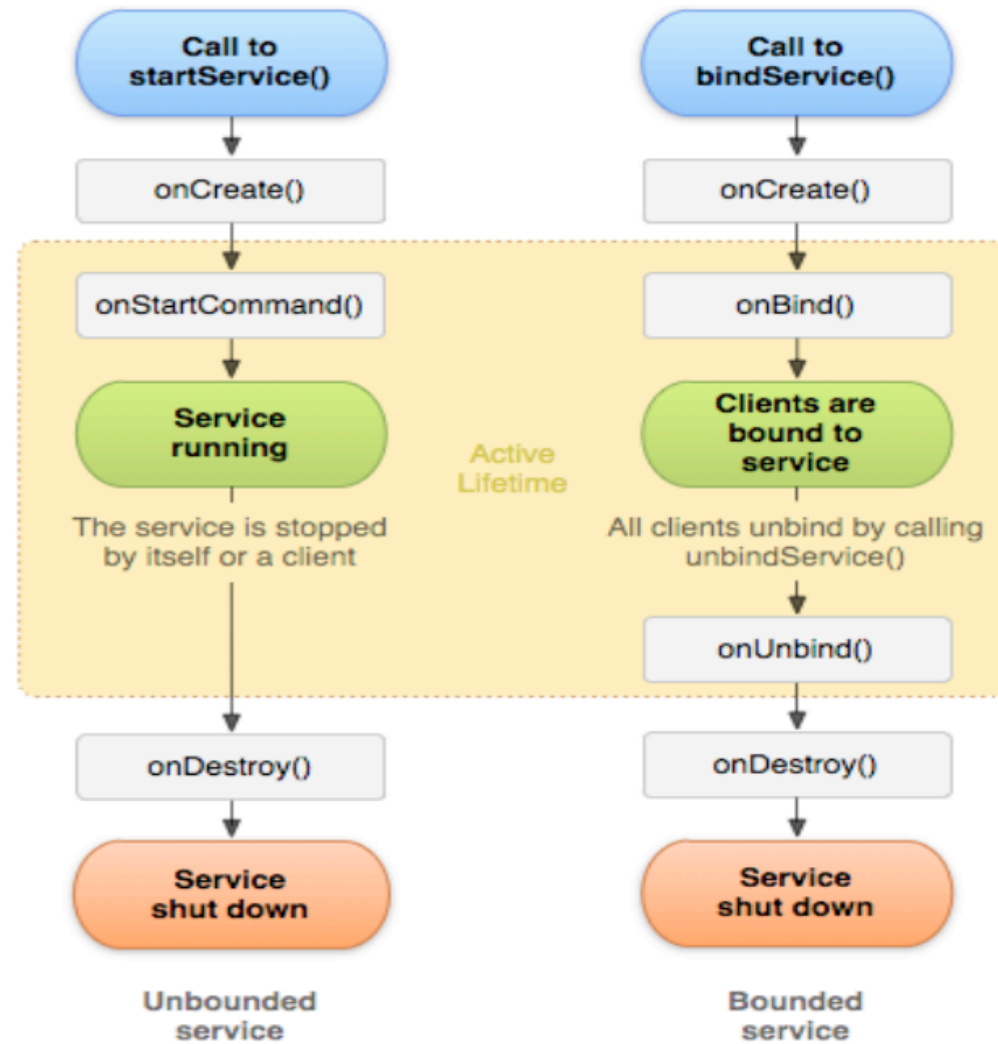 Call to
startService()
onCreate()
onStartCommand()
Service
running
The service is stopped
by itself or a client
onDestroy()
Service
shut down
Unbounded
service
Active
Lifetime
Call to
bindService()
onCreate()
onBind()
Clients are
bound to
service
All clients unbind by calling
unbindService()
onUnbind()
onDestroy()
Service
shut down
Bounded
service